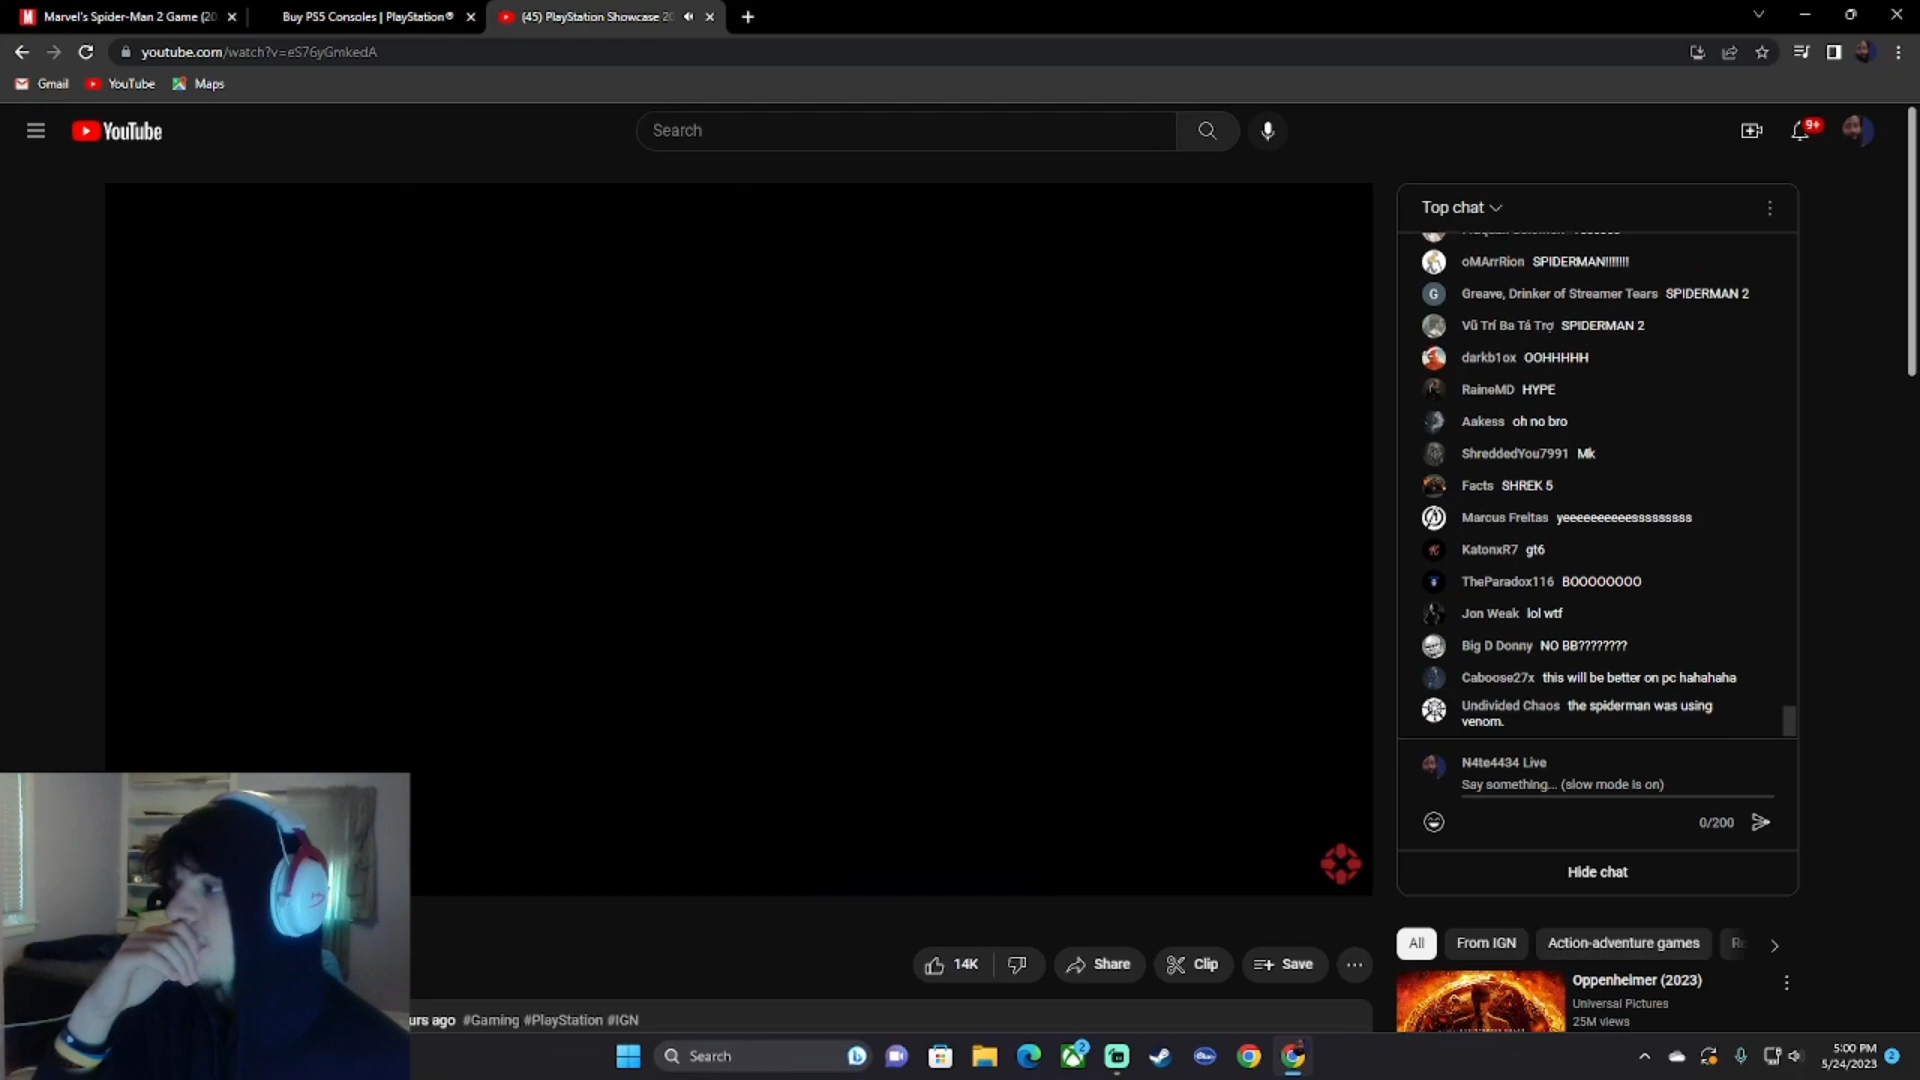 Marvel's Spider-Man 2 Game (20
Buy PS5 Consoles | PlayStation®
(45) PlayStation Showcase 20
youtube.com/watch?v=eS76yGmkedA
Gmail
YouTube
Maps
YouTube
Search
9+
Top chat
oMArrRion SPIDERMAN!!!!!!!
G Greave, Drinker of Streamer Tears SPIDERMAN 2
Vũ Trí Ba Tá Trợ SPIDERMAN 2
darkb1ox OOHHHHH
RaineMD HYPE
Aakess oh no bro
ShreddedYou7991 Mk
Facts SHREK 5
Marcus Freitas yeeeeeeeeeesssssssss
KatonxR7 gt6
TheParadox116 BOOOOOOOO
Jon Weak lol wtf
Big D Donny NO BB????????
Caboose27x this will be better on pc hahahaha
Undivided Chaos the spiderman was using
venom.
N4te4434 Live
Say something... (slow mode is on)
0/200
Hide chat
14K
Share
Clip
Save
All
From IGN
Action-adventure games
Oppenheimer (2023)
Universal Pictures
25M views
urs ago #Gaming #PlayStation #IGN
Search
2
5:00 PM
5/24/2023
2